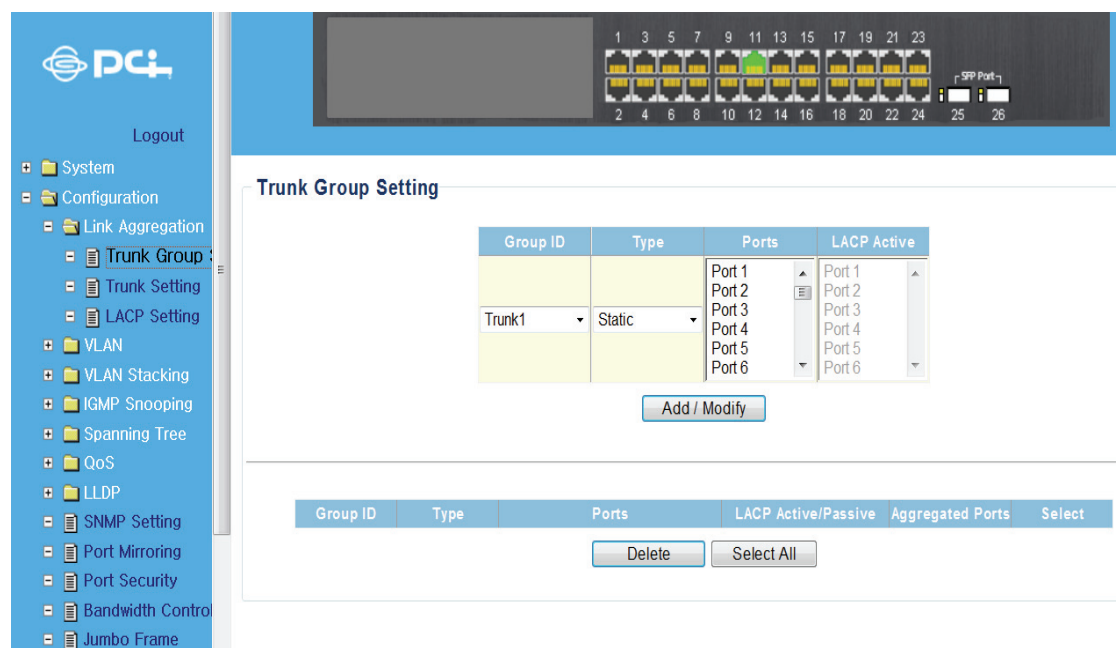 PCi
Logout
System
Configuration
Link Aggregation
Trunk Group
Trunk Setting
LACP Setting
VLAN
VLAN Stacking
IGMP Snooping
Spanning Tree
QoS
LLDP
SNMP Setting
Port Mirroring
Port Security
Bandwidth Control
Jumbo Frame
1 3 5 7 9 11 13 15 17 19 21 23
SFP Port
2 4 6 8 10 12 14 16 18 20 22 24 25 26
Trunk Group Setting
Group ID Type Ports LACP Active
Trunk1 Static
Port 1 Port 1
Port 2 Port 2
Port 3 Port 3
Port 4 Port 4
Port 5 Port 5
Port 6 Port 6
Add / Modify
Group ID Type Ports LACP Active/Passive Aggregated Ports Select
Delete Select All